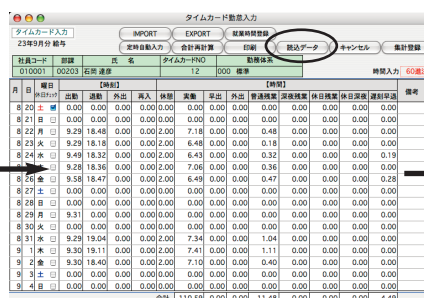 タイムカード勤怠入力
タイムカード入力
23年9月分 給与
IMPORT EXPORT 就業時間登録
定時自動入力 合計再計算 印刷 読込データ キャンセル 集計登録
社員コード 部課 氏 名 タイムカードNO 勤務体系
010001 00203 石岡 達彦 12 000 標準 時間入力 60進法
月 日 曜日 【時刻】 【時間】 備考
休日チェック 出勤 退勤 外出 再入 休憩 実働 早出 外出 普通残業 深夜残業 休日残業 休日深夜 遅刻早退
8 20 土 0.00 0.00 0.00 0.00 0.00 0.00 0.00 0.00 0.00 0.00 0.00 0.00 0.00
8 21 日 0.00 0.00 0.00 0.00 0.00 0.00 0.00 0.00 0.00 0.00 0.00 0.00 0.00
8 22 月 9.29 18.48 0.00 0.00 2.00 7.18 0.00 0.00 0.48 0.00 0.00 0.00 0.00
8 23 火 9.29 18.18 0.00 0.00 2.00 6.48 0.00 0.00 0.18 0.00 0.00 0.00 0.00
8 24 水 9.49 18.32 0.00 0.00 2.00 6.43 0.00 0.00 0.32 0.00 0.00 0.00 0.19
9.28 18.36 0.00 0.00 2.00 7.06 0.00 0.00 0.36 0.00 0.00 0.00 0.00
8 26 金 9.58 18.47 0.00 0.00 2.00 6.49 0.00 0.00 0.47 0.00 0.00 0.00 0.28
8 27 土 0.00 0.00 0.00 0.00 0.00 0.00 0.00 0.00 0.00 0.00 0.00 0.00 0.00
8 28 日 0.00 0.00 0.00 0.00 0.00 0.00 0.00 0.00 0.00 0.00 0.00 0.00 0.00
8 29 月 9.31 0.00 0.00 0.00 0.00 0.00 0.00 0.00 0.00 0.00 0.00 0.00 0.00
8 30 火 0.00 0.00 0.00 0.00 0.00 0.00 0.00 0.00 0.00 0.00 0.00 0.00 0.00
8 31 水 9.29 19.04 0.00 0.00 2.00 7.34 0.00 0.00 1.04 0.00 0.00 0.00 0.00
9 1 木 9.30 19.11 0.00 0.00 2.00 7.41 0.00 0.00 1.11 0.00 0.00 0.00 0.00
9 2 金 9.30 18.40 0.00 0.00 2.00 7.10 0.00 0.00 0.40 0.00 0.00 0.00 0.00
9 3 土 0.00 0.00 0.00 0.00 0.00 0.00 0.00 0.00 0.00 0.00 0.00 0.00 0.00
9 4 日 0.00 0.00 0.00 0.00 0.00 0.00 0.00 0.00 0.00 0.00 0.00 0.00 0.00